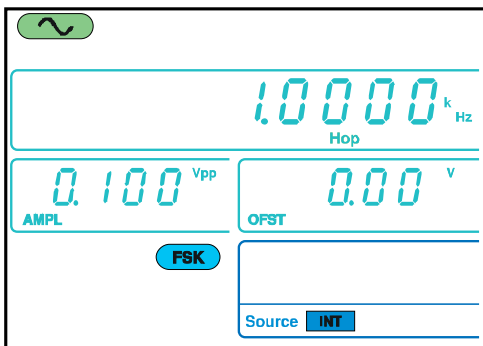 1.0000 k Hz
Hop
0.100 Vpp
AMPL
0.00 V
OFST
FSK
Source INT